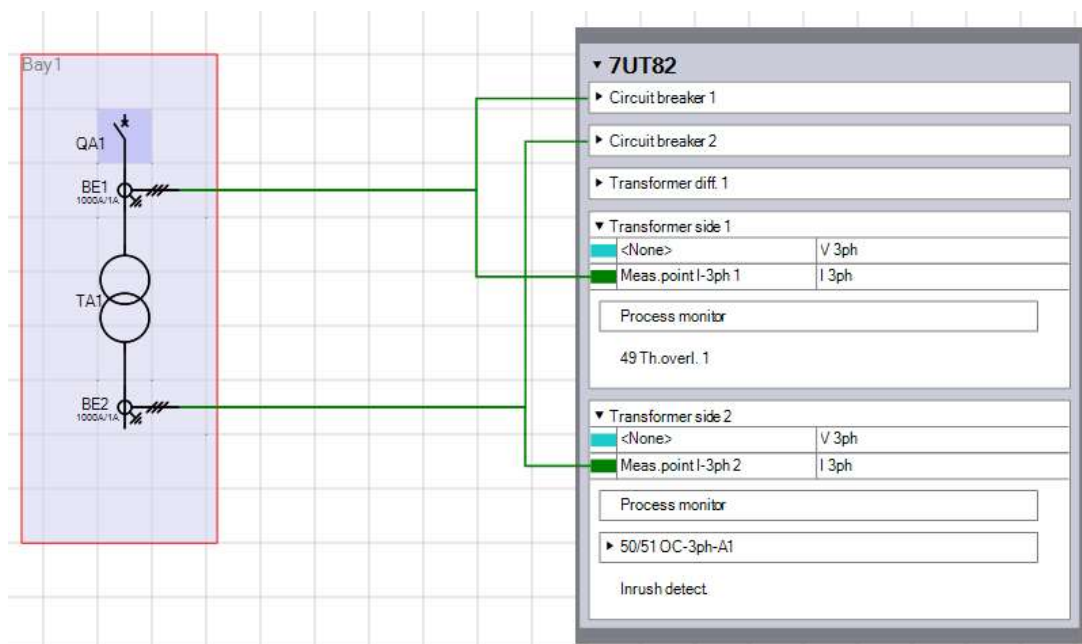 Bay1
QA1
BE1
1000A/1A
TA1
BE2
1000A/1A
7UT82
Circuit breaker 1
Circuit breaker 2
Transformer diff. 1
Transformer side 1
<None> V 3ph
Meas.point I-3ph 1 I 3ph
Process monitor
49 Th.overl. 1
Transformer side 2
<None> V 3ph
Meas.point I-3ph 2 I 3ph
Process monitor
50/51 OC-3ph-A1
Inrush detect.